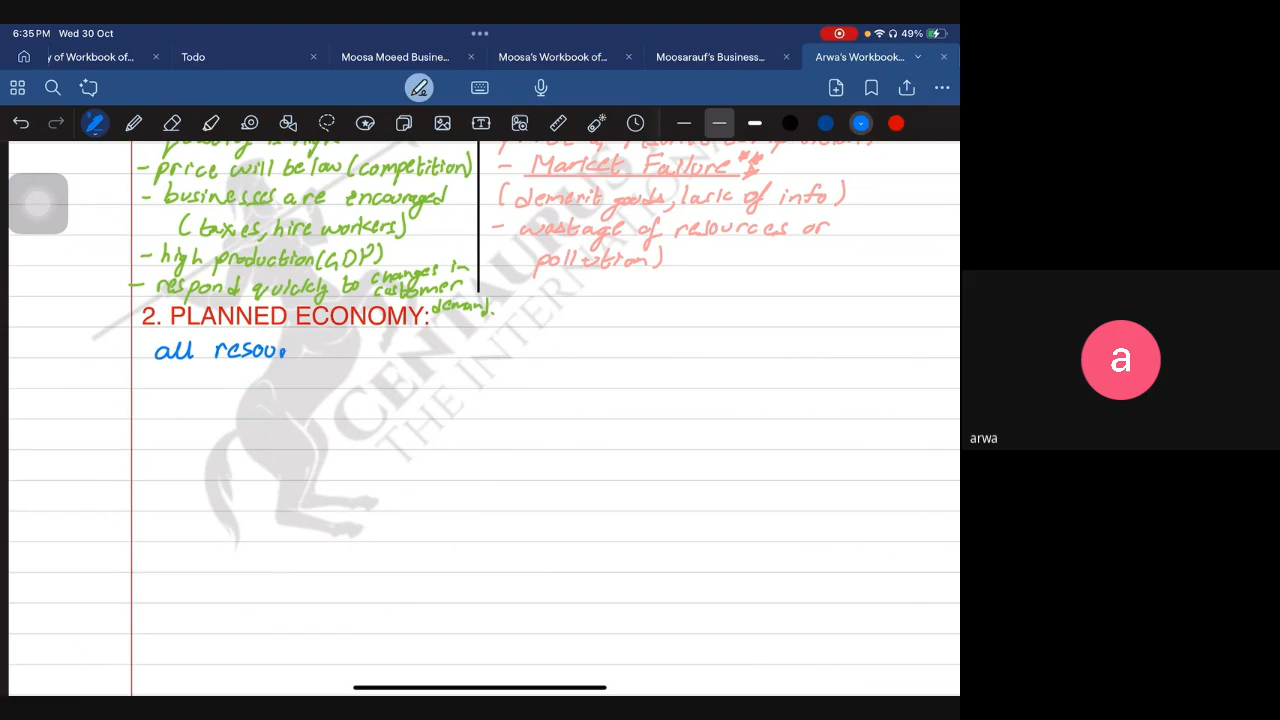 6:35 PM Wed 30 Oct
49%
y of Workbook of...
Todo
Moosa Moeed Busine...
Moosa's Workbook of...
Moosarauf's Business...
Arwa's Workbook...
- price will be low (competition)
- businesses are encouraged
(taxes, hire workers)
- high production (GDP)
- respond quickly to changes in
customer
demand.
- Market Failure **
(demerit goods, lack of info)
- wastage of resources or
pollution)
2. PLANNED ECONOMY:
all resou
CENTAURUS
THE INTERNATIONAL
a
arwa